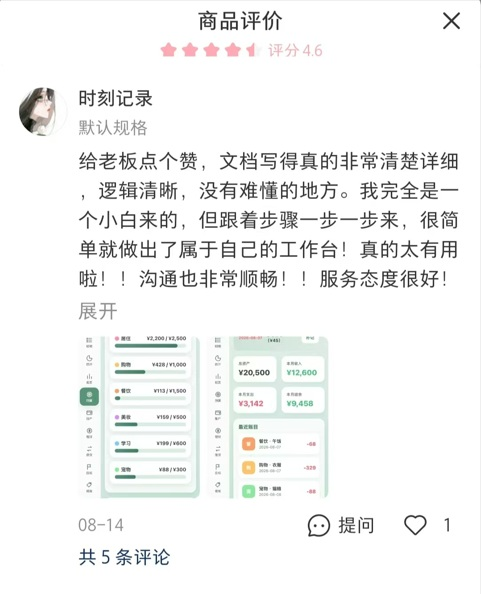 商品评价
评分 4.6
时刻记录
默认规格
给老板点个赞，文档写得真的非常清楚详细
，逻辑清晰，没有难懂的地方。我完全是一
个小白来的，但跟着步骤一步一步来，很简
单就做出了属于自己的工作台！真的太有用
啦！！沟通也非常顺畅！！服务态度很好！
展开
居住 ¥2,200 / ¥2,500
购物 ¥428 / ¥1,000
餐饮 ¥113 / ¥1,500
美容 ¥159 / ¥500
学习 ¥199 / ¥600
宠物 ¥88 / ¥300
¥20,500
¥12,600
¥3,142
¥9,458
最近账目
餐饮 · 午饭 -68
购物 · 衣服 -328
宠物 · 猫粮 -88
08-14
提问
1
共 5 条评论